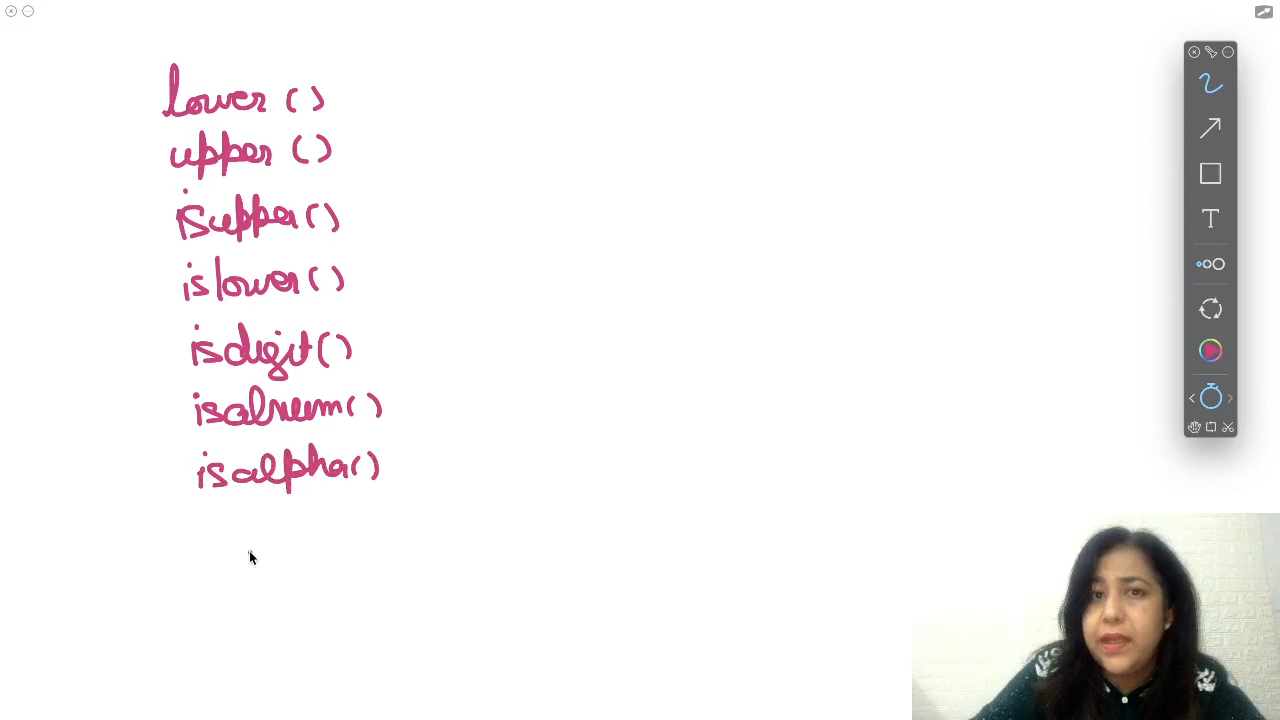 lower ()
upper ()
isupper()
islower()
isdigit()
isalnum()
isalpha()
T